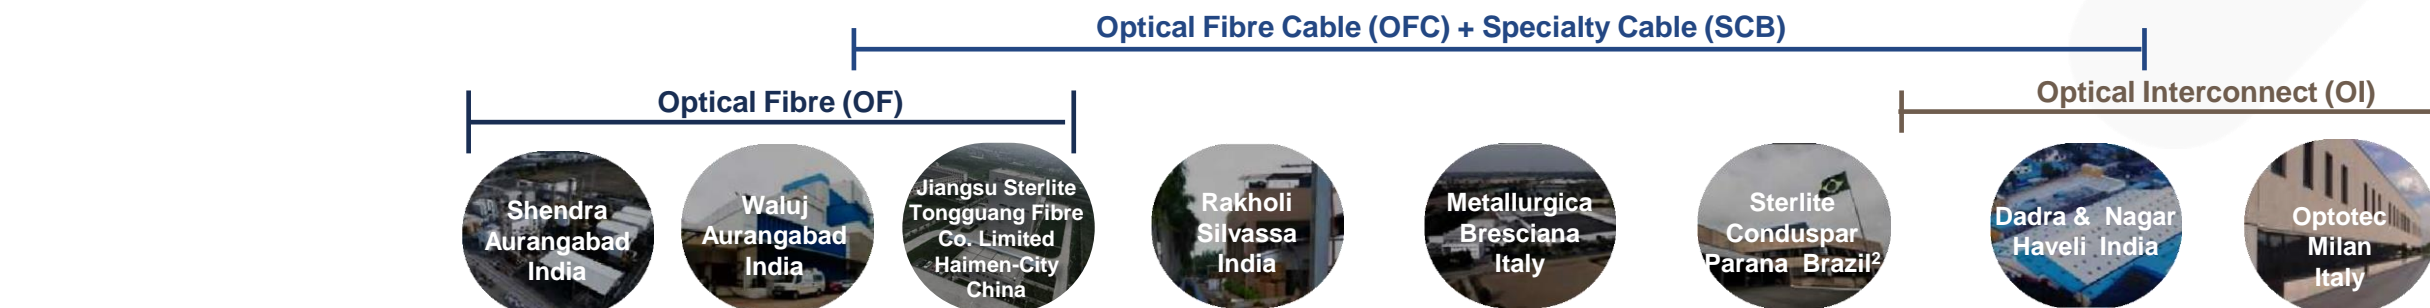 Optical Fibre Cable (OFC) + Specialty Cable (SCB)
Optical Fibre (OF)
Optical Interconnect (OI)
Shendra
Aurangabad
India
Waluj
Aurangabad
India
Jiangsu Sterlite
Tongguang Fibre
Co. Limited
Haimen-City
China
Rakholi
Silvassa
India
Metallurgica
Bresciana
Italy
Sterlite
Conduspar
Parana Brazil²
Dadra & Nagar
Haveli India
Optotec
Milan
Italy